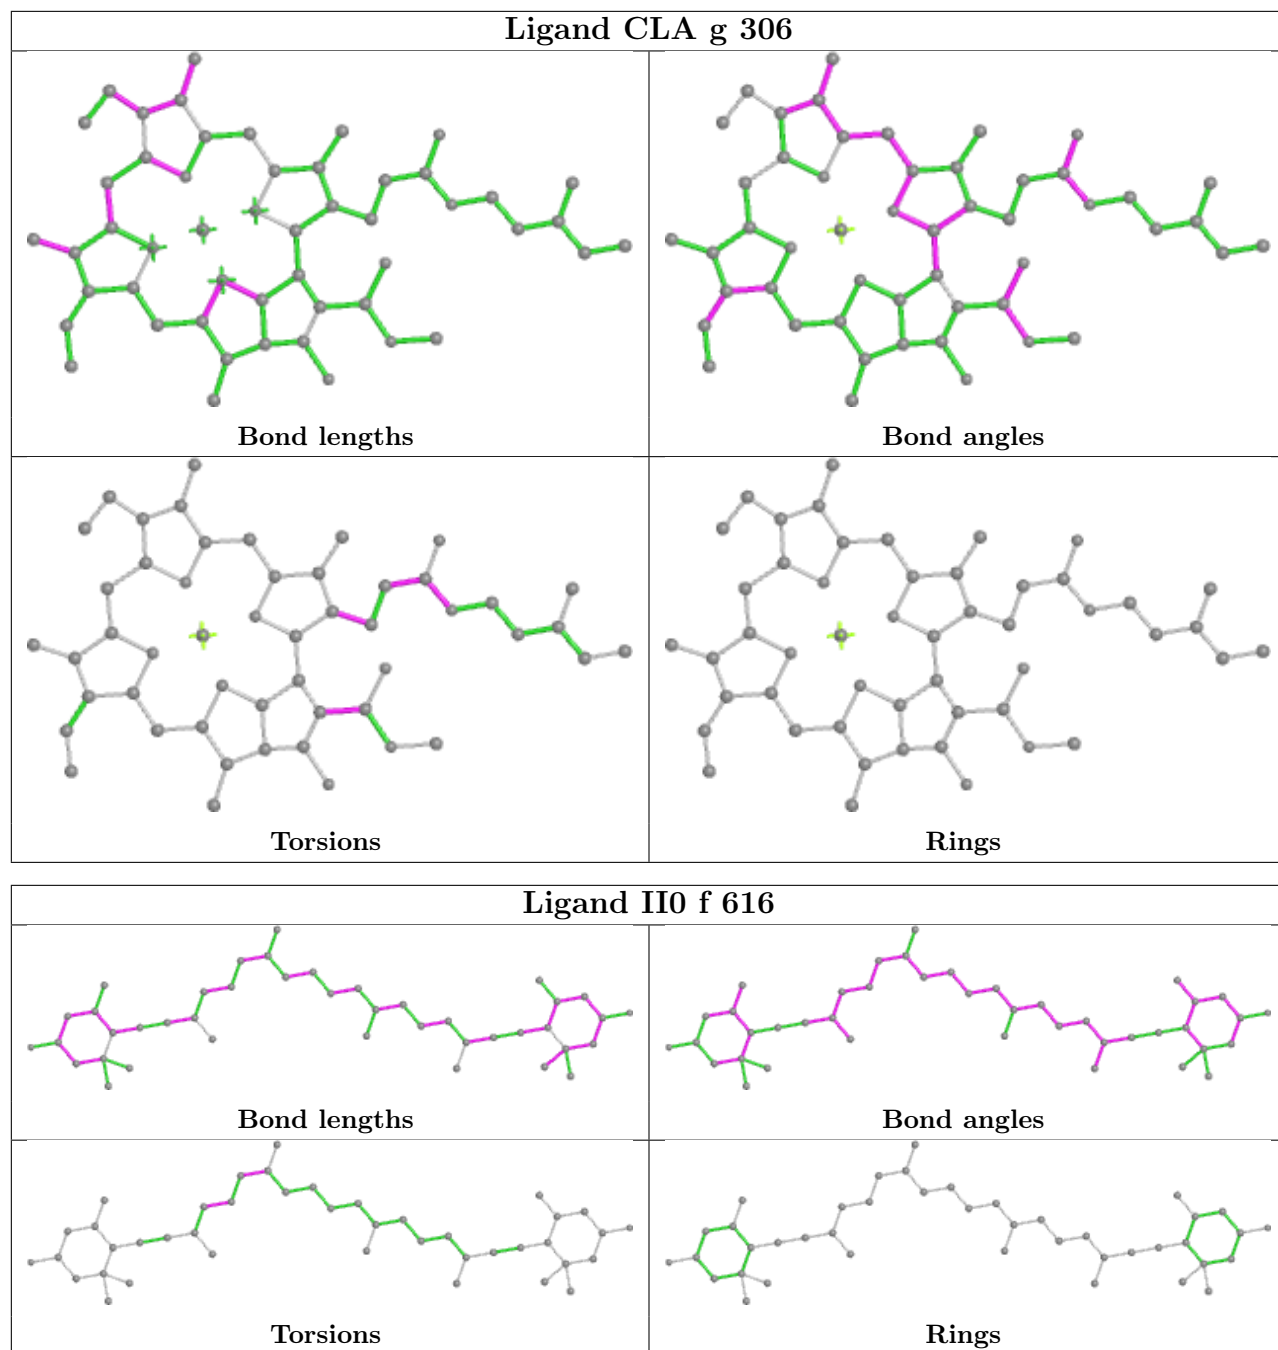 Ligand CLA g 306
Bond lengths
Bond angles
Torsions
Rings
Ligand II0 f 616
Bond lengths
Bond angles
Torsions
Rings